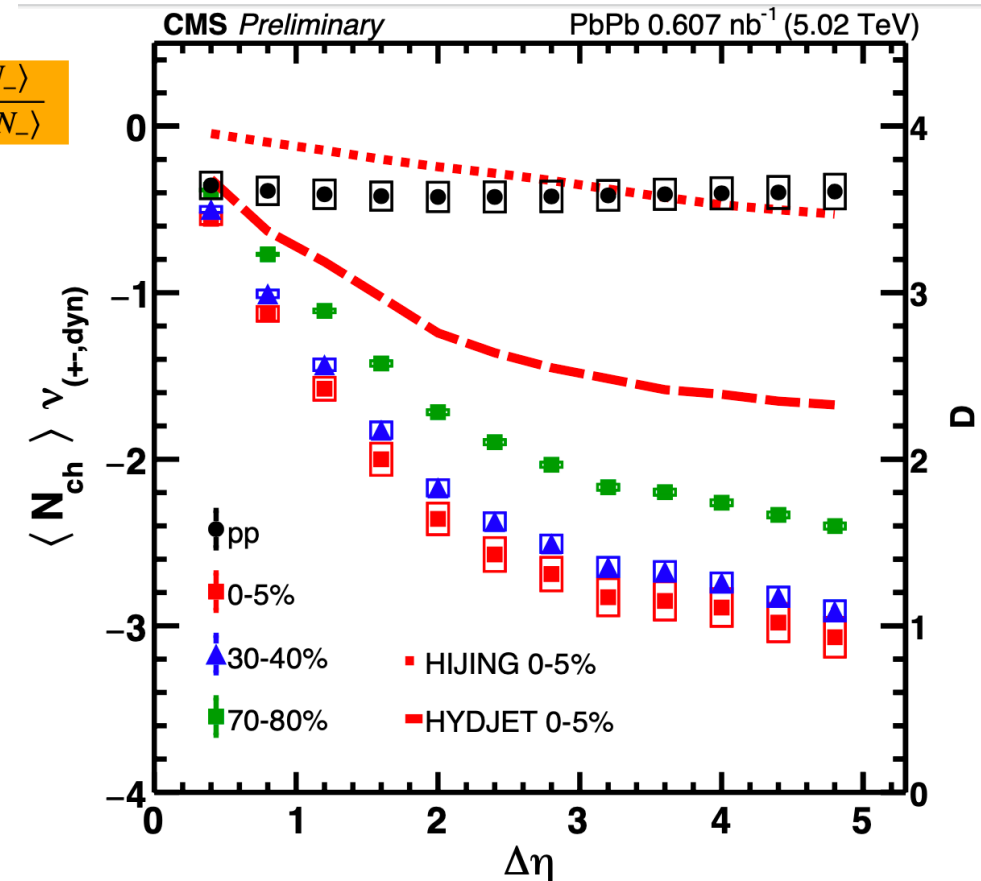 CMS Preliminary PbPb 0.607 nb⁻¹ (5.02 TeV)
_⟩
N_⟩
⟨ N_ch ⟩ ν_(+-,dyn)
0
−1
−2
−3
−4
4
3
2
1
0
D
pp
0-5%
30-40%
70-80%
HIJING 0-5%
HYDJET 0-5%
0 1 2 3 4 5
Δη